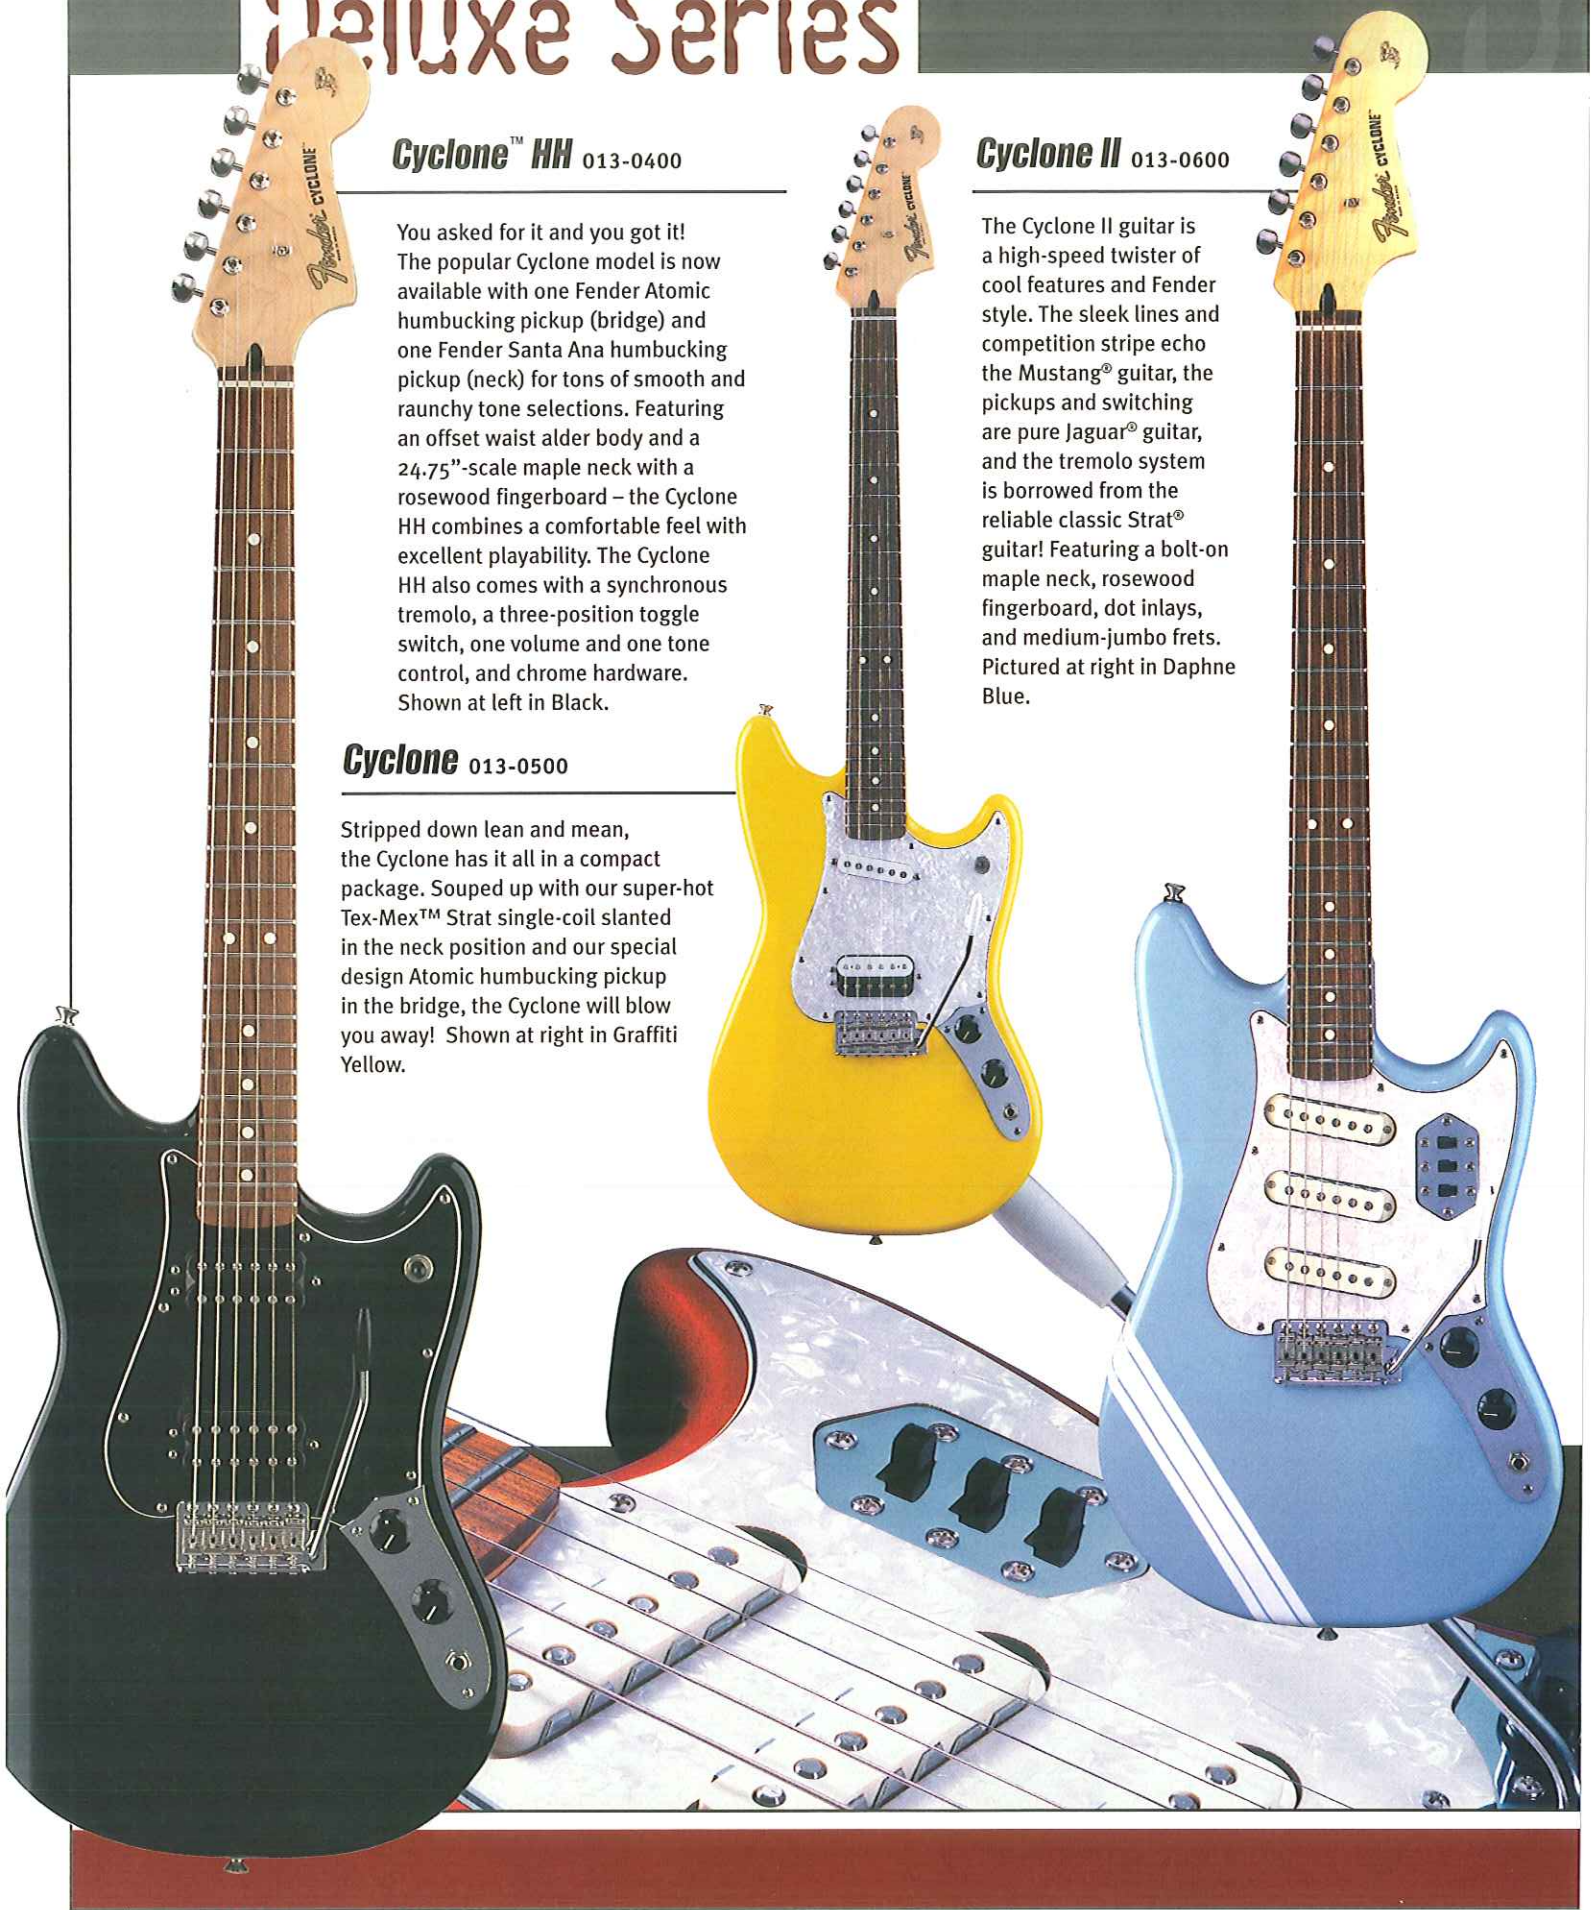 Deluxe Series
Cyclone™ HH 013-0400
You asked for it and you got it!
The popular Cyclone model is now
available with one Fender Atomic
humbucking pickup (bridge) and
one Fender Santa Ana humbucking
pickup (neck) for tons of smooth and
raunchy tone selections. Featuring
an offset waist alder body and a
24.75”-scale maple neck with a
rosewood fingerboard – the Cyclone
HH combines a comfortable feel with
excellent playability. The Cyclone
HH also comes with a synchronous
tremolo, a three-position toggle
switch, one volume and one tone
control, and chrome hardware.
Shown at left in Black.
Cyclone 013-0500
Stripped down lean and mean,
the Cyclone has it all in a compact
package. Souped up with our super-hot
Tex-Mex™ Strat single-coil slanted
in the neck position and our special
design Atomic humbucking pickup
in the bridge, the Cyclone will blow
you away! Shown at right in Graffiti
Yellow.
Cyclone II 013-0600
The Cyclone II guitar is
a high-speed twister of
cool features and Fender
style. The sleek lines and
competition stripe echo
the Mustang® guitar, the
pickups and switching
are pure Jaguar® guitar,
and the tremolo system
is borrowed from the
reliable classic Strat®
guitar! Featuring a bolt-on
maple neck, rosewood
fingerboard, dot inlays,
and medium-jumbo frets.
Pictured at right in Daphne
Blue.
Fender CYCLONE™
Fender CYCLONE™
Fender CYCLONE™